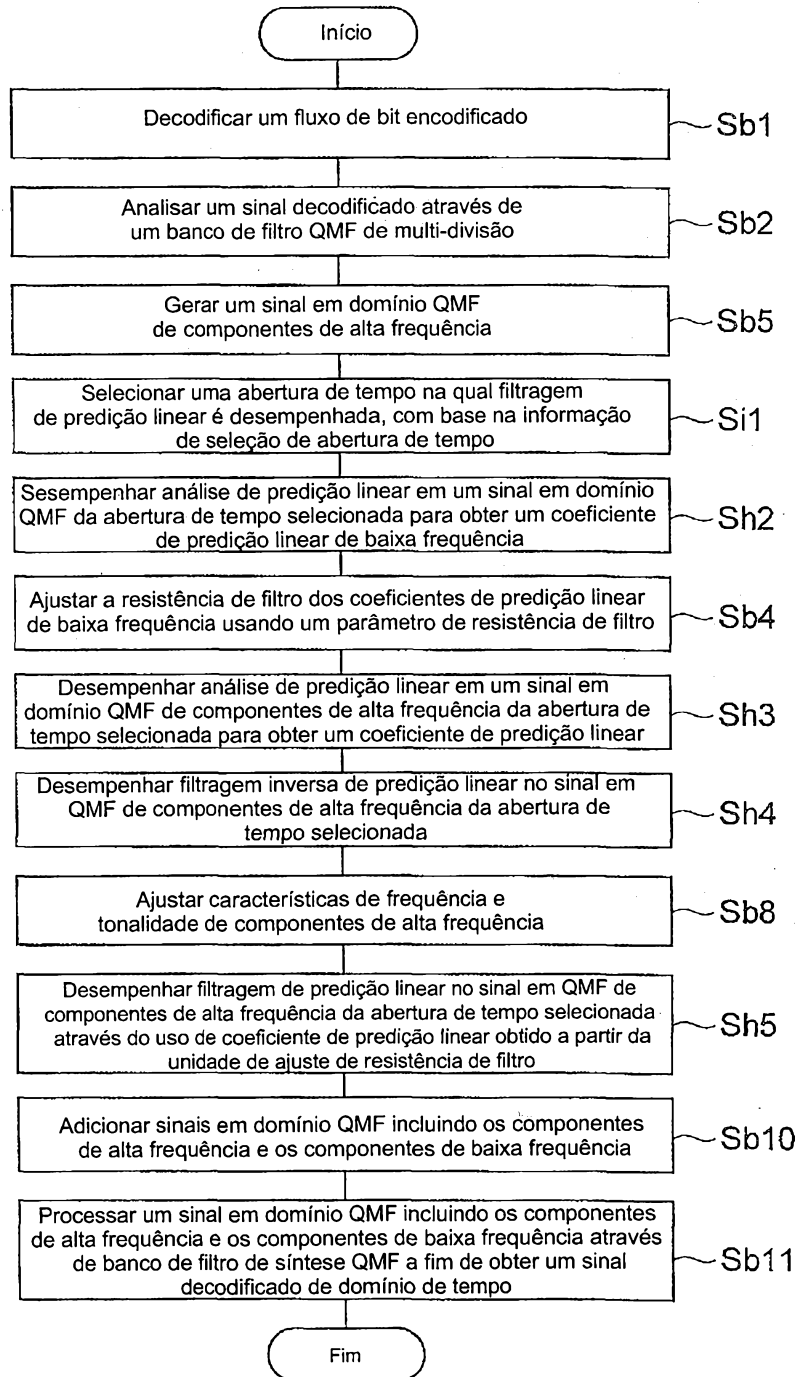 Início
Decodificar um fluxo de bit encodificado
Sb1
Analisar um sinal decodificado através de
um banco de filtro QMF de multi-divisão
Sb2
Gerar um sinal em domínio QMF
de componentes de alta frequência
Sb5
Selecionar uma abertura de tempo na qual filtragem
de predição linear é desempenhada, com base na informação
de seleção de abertura de tempo
Si1
Sesempenhar análise de predição linear em um sinal em domínio
QMF da abertura de tempo selecionada para obter um coeficiente
de predição linear de baixa frequência
Sh2
Ajustar a resistência de filtro dos coeficientes de predição linear
de baixa frequência usando um parâmetro de resistência de filtro
Sb4
Desempenhar análise de predição linear em um sinal em
domínio QMF de componentes de alta frequência da abertura de
tempo selecionada para obter um coeficiente de predição linear
Sh3
Desempenhar filtragem inversa de predição linear no sinal em
QMF de componentes de alta frequência da abertura de
tempo selecionada
Sh4
Ajustar característícas de frequência e
tonalidade de componentes de alta frequência
Sb8
Desempenhar filtragem de predição linear no sinal em QMF de
componentes de alta frequência da abertura de tempo selecionada
através do uso de coeficiente de predição linear obtido a partir da
unidade de ajuste de resistência de filtro
Sh5
Adicionar sinais em domínio QMF incluindo os componentes
de alta frequência e os componentes de baixa frequência
Sb10
Processar um sinal em domínio QMF incluindo os componentes
de alta frequência e os componentes de baixa frequência através
de banco de filtro de síntese QMF a fim de obter um sinal
decodificado de domínio de tempo
Sb11
Fim